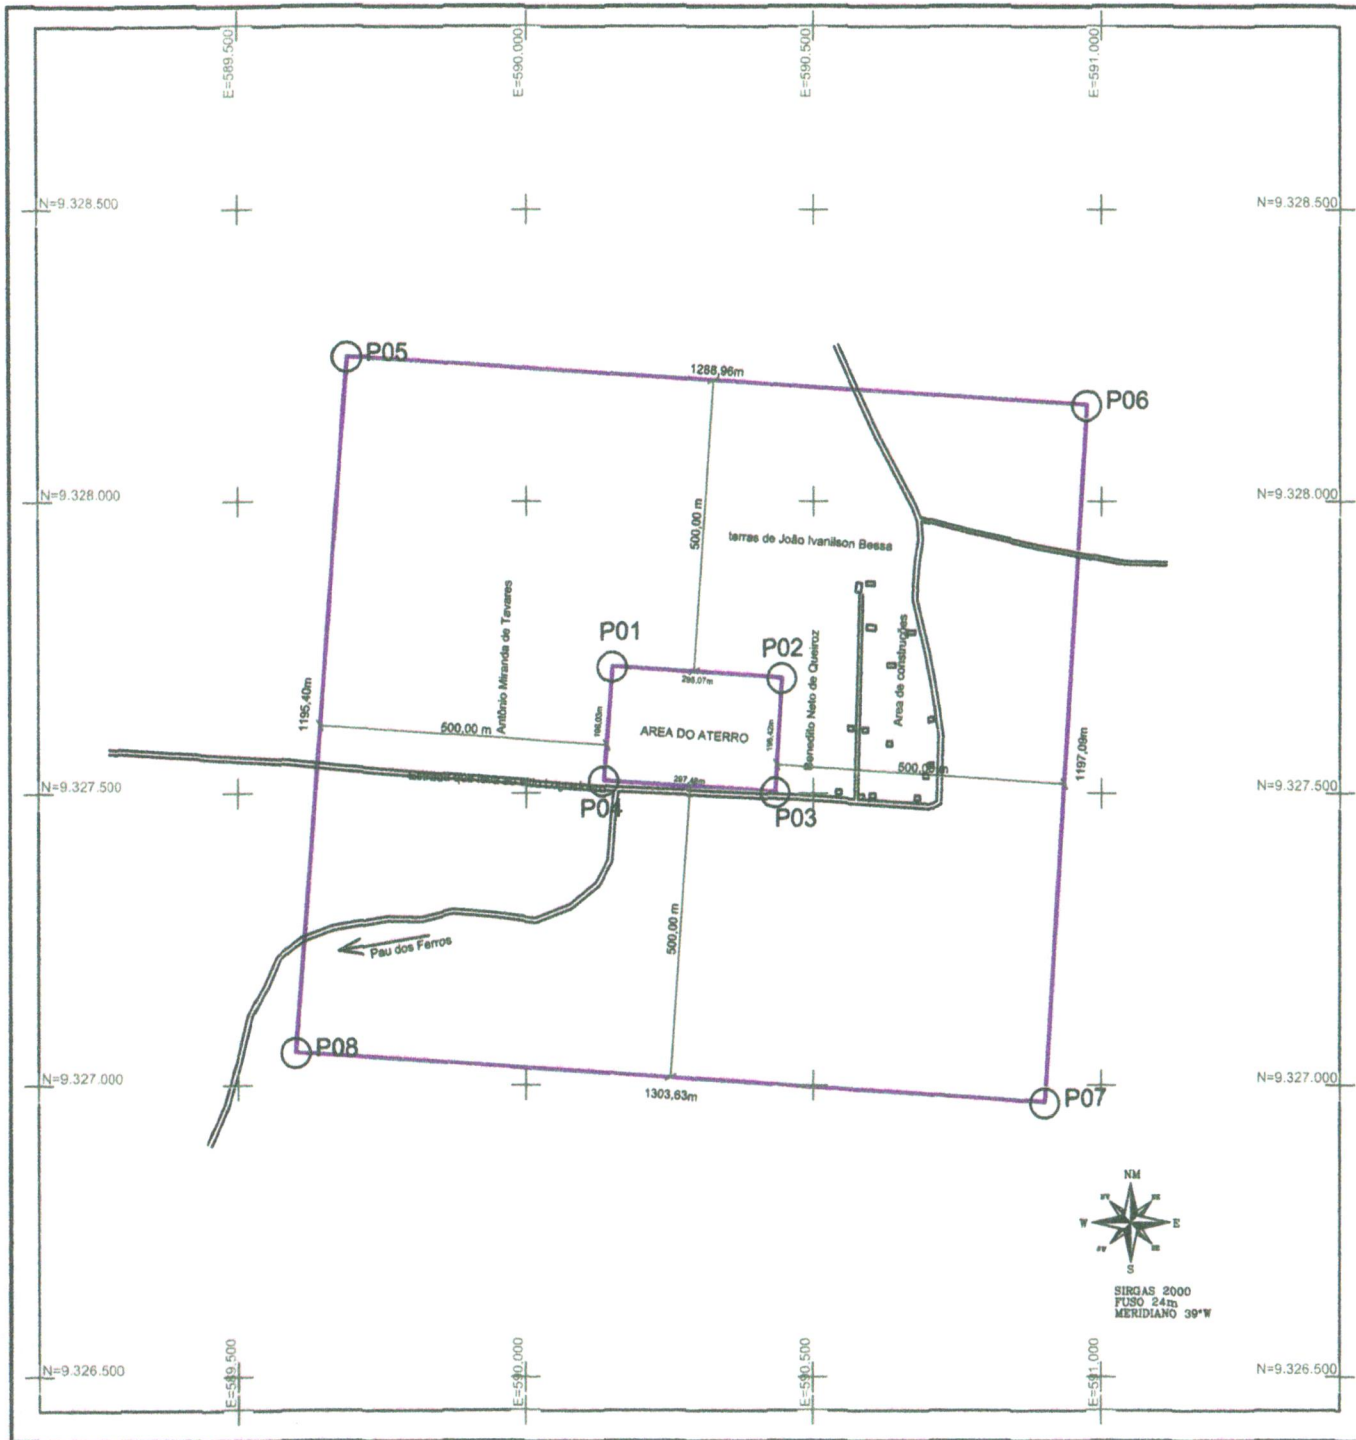 E=589.500
E=590.000
E=590.500
E=591.000
N=9.328.500
N=9.328.500
P05
1288,96m
P06
N=9.328.000
N=9.328.000
500,00 m
terras de João Ivanilson Bessa
Antônio Miranda de Tavares
P01
P02
298.07m
Benedito Neto de Queiroz
Area de construções
1195,40m
500,00 m
AREA DO ATERRO
1197,09m
297,48m
N=9.327.500
P04
P03
N=9.327.500
500,00 m
Pau dos Ferros
P08
N=9.327.000
N=9.327.000
1303,63m
P07
NM
W
E
S
SIRGAS 2000
FUSO 24m
MERIDIANO 39°W
N=9.326.500
N=9.326.500
E=589.500
E=590.000
E=590.500
E=591.000